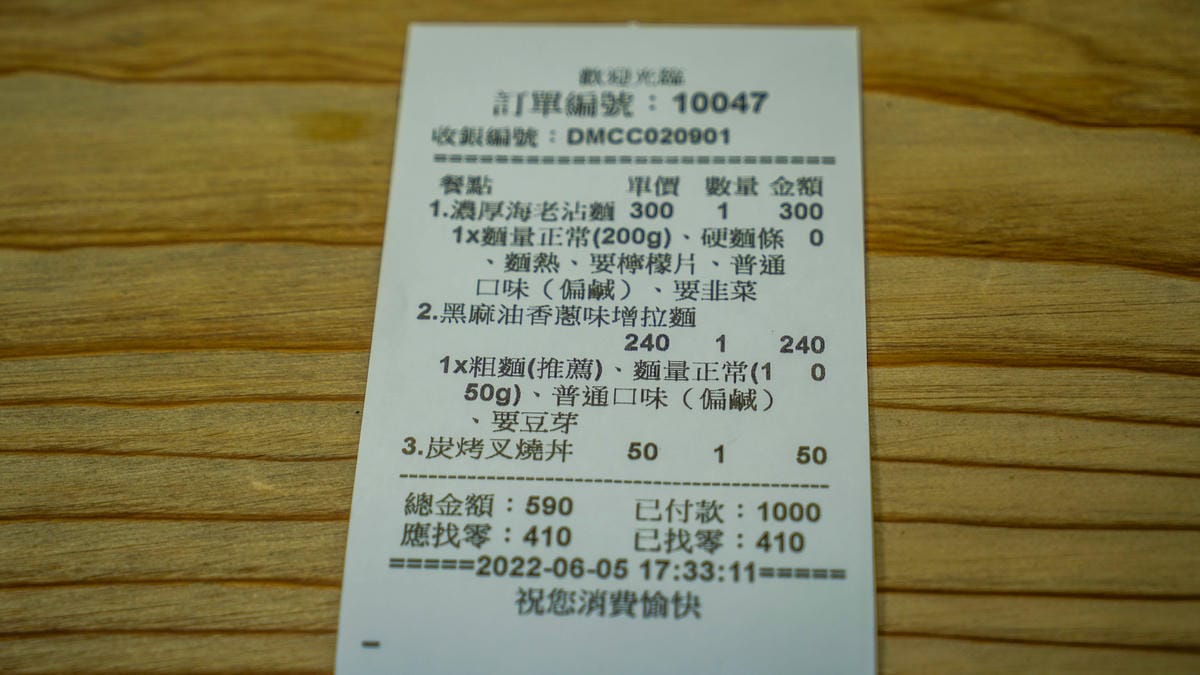 歡迎光臨
訂單編號：10047
收銀編號：DMCC020901
===========================
餐點 單價 數量 金額
1.濃厚海老沾麵 300 1 300
1x麵量正常(200g)、硬麵條 0
、麵熱、要檸檬片、普通
口味（偏鹹）、要韭菜
2.黑麻油香蔥味增拉麵
240 1 240
1x粗麵(推薦)、麵量正常(1 0
50g)、普通口味（偏鹹）
、要豆芽
3.炭烤叉燒丼 50 1 50
------------------------------------------------
總金額：590 已付款：1000
應找零：410 已找零：410
=====2022-06-05 17:33:11=====
祝您消費愉快